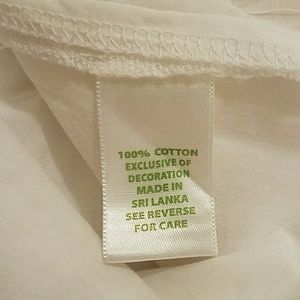 100% COTTON
EXCLUSIVE OF
DECORATION
MADE IN
SRI LANKA
SEE REVERSE
FOR CARE